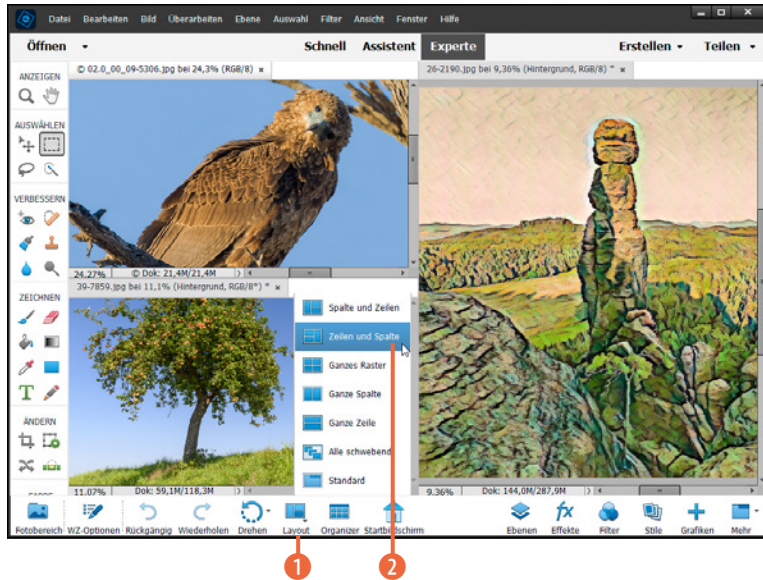 Datei Bearbeiten Bild Überarbeiten Ebene Auswahl Filter Ansicht Fenster Hilfe
Öffnen Schnell Assistent Experte Erstellen Teilen
ANZEIGEN
© 02.0_00_09-5306.jpg bei 24,3% (RGB/8) x
26-2190.jpg bei 9,36% (Hintergrund, RGB/8) * x
AUSWÄHLEN
VERBESSERN
24.27% © Dok: 21,4M/21,4M
39-7859.jpg bei 11,1% (Hintergrund, RGB/8*) * x
ZEICHNEN
T
ÄNDERN
Spalte und Zeilen
Zeilen und Spalte
Ganzes Raster
Ganze Spalte
Ganze Zeile
Alle schwebend
Standard
11.07% Dok: 59,1M/118,3M
9.36% Dok: 144,0M/287,9M
fx
Fotobereich WZ-Optionen Rückgängig Wiederholen Drehen Layout Organizer Startbildschirm Ebenen Effekte Filter Stile Grafiken Mehr
1 2